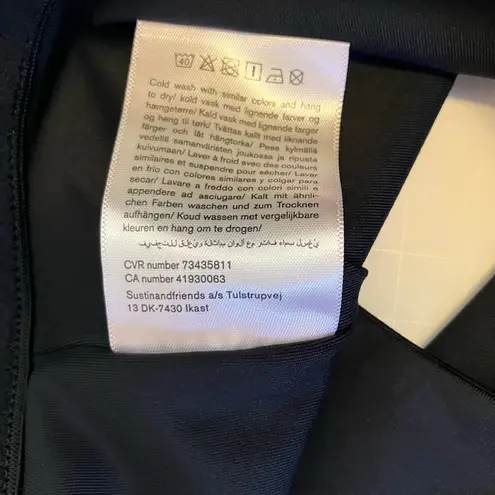 40
Cold wash with similar colors and hang
to dry/ kold vask med lignende farver og
hængetørre/ Kald vask med lignende farger
og heng til tørk/ Tvättas kalt med liknande
färger och låt hängtorka/ Pese kylmällä
vedellä samanväristen joukossa ja ripusta
kuivumaan/ Laver à froid avec des couleurs
similaires et suspendre pour sécher/ Lavar
en frío con colores similares y colgar para
secar/ Lavare a freddo con colori simili e
appendere ad asciugare/ Kalt mit ähnli-
chen Farben waschen und zum Trocknen
aufhängen/ Koud wassen met vergelijkbare
kleuren en hang om te drogen/
CVR number 73435811
CA number 41930063
Sustinandfriends a/s Tulstrupvej
13 DK-7430 Ikast